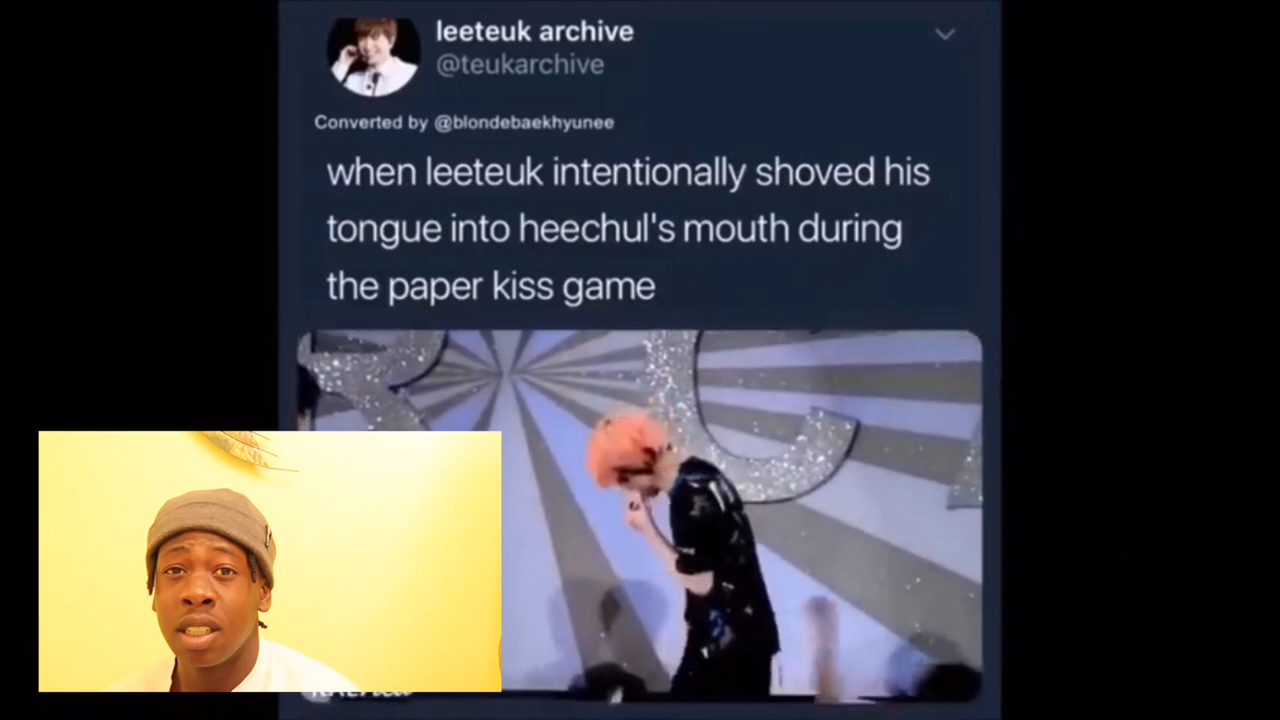 leeteuk archive
@teukarchive
Converted by @blondebaekhyunee
when leeteuk intentionally shoved his
tongue into heechul's mouth during
the paper kiss game